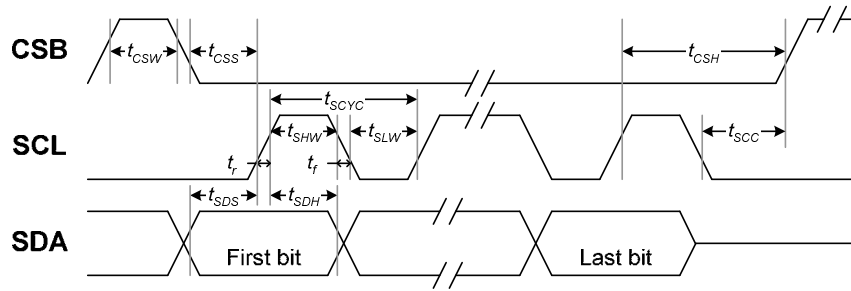 CSB
tCSW
tCSS
tCSH
tSCYC
SCL
tSHW
tSLW
tSCC
tr
tf
tSDS
tSDH
SDA
First bit
Last bit